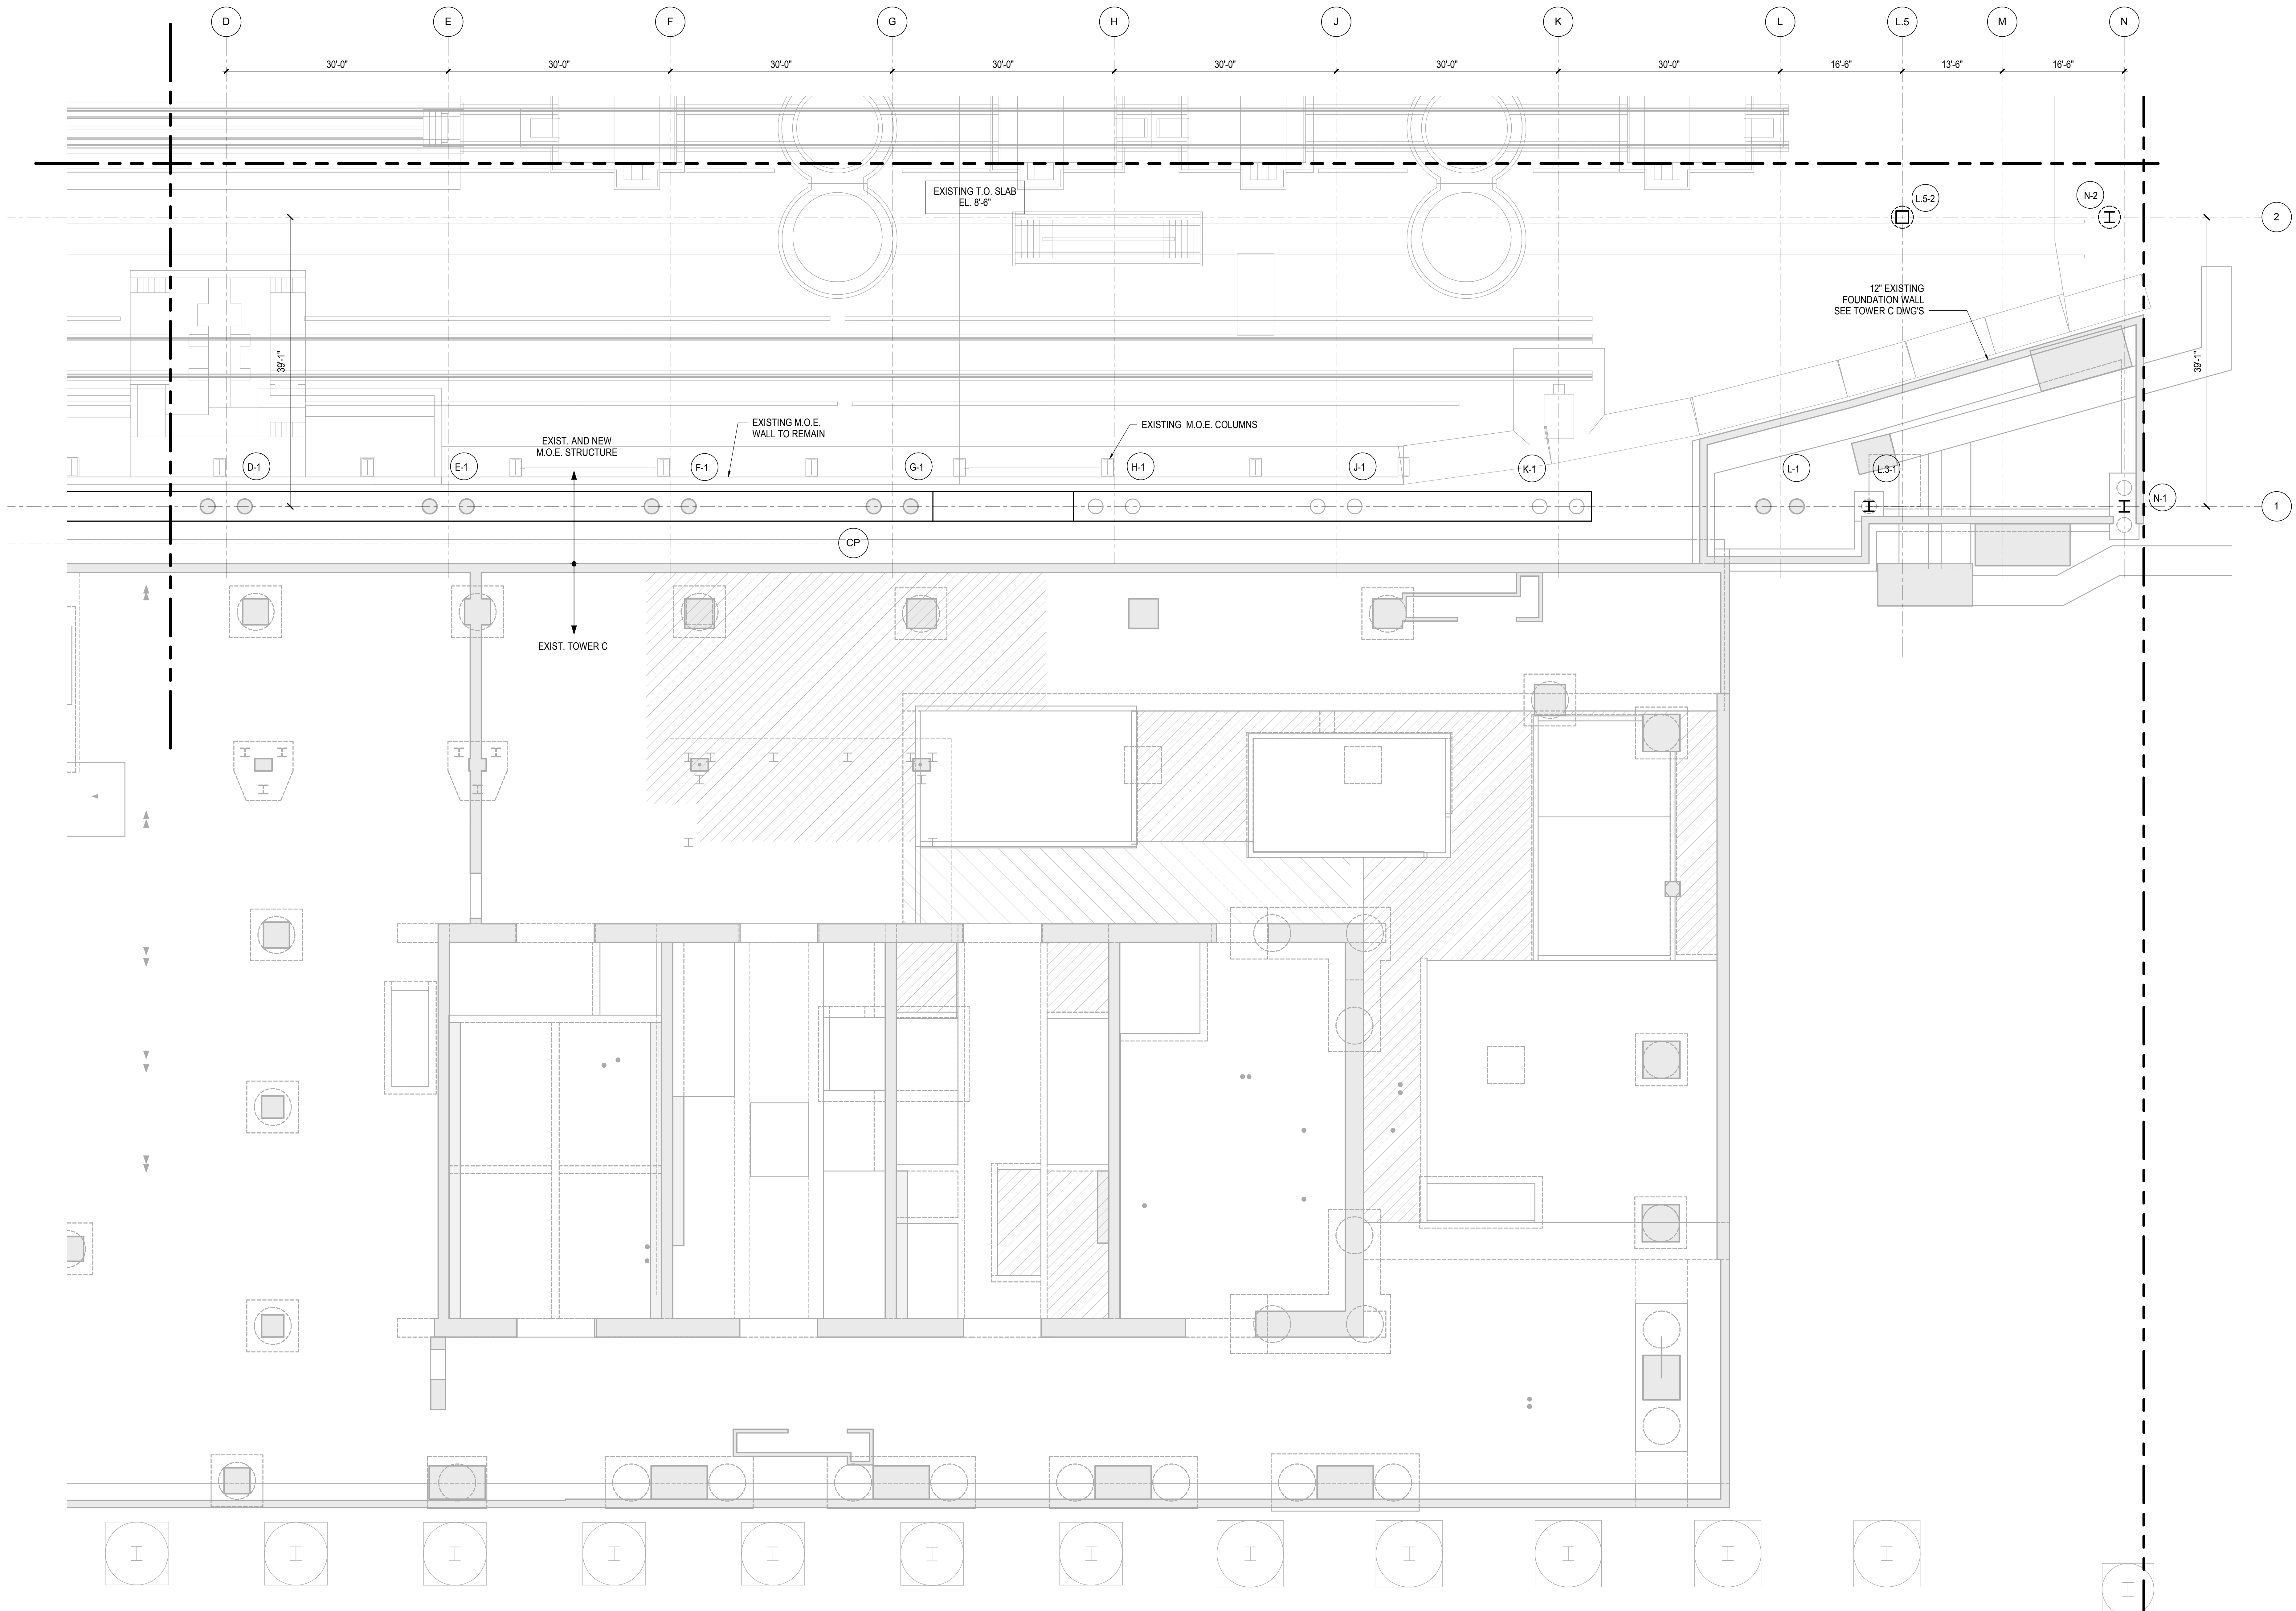 D E F G H J K L L.5 M N
30'-0" 30'-0" 30'-0" 30'-0" 30'-0" 30'-0" 30'-0" 16'-6" 13'-6" 16'-6"
EXISTING T.O. SLAB
EL. 8'-6"
L.5-2
N-2
2
12" EXISTING
FOUNDATION WALL
SEE TOWER C DWG'S
39'-1"
39'-1"
EXISTING M.O.E.
WALL TO REMAIN
EXISTING M.O.E. COLUMNS
EXIST. AND NEW
M.O.E. STRUCTURE
D-1 E-1 F-1 G-1 H-1 J-1 K-1 L-1 L.3-1
N-1
1
CP
EXIST. TOWER C